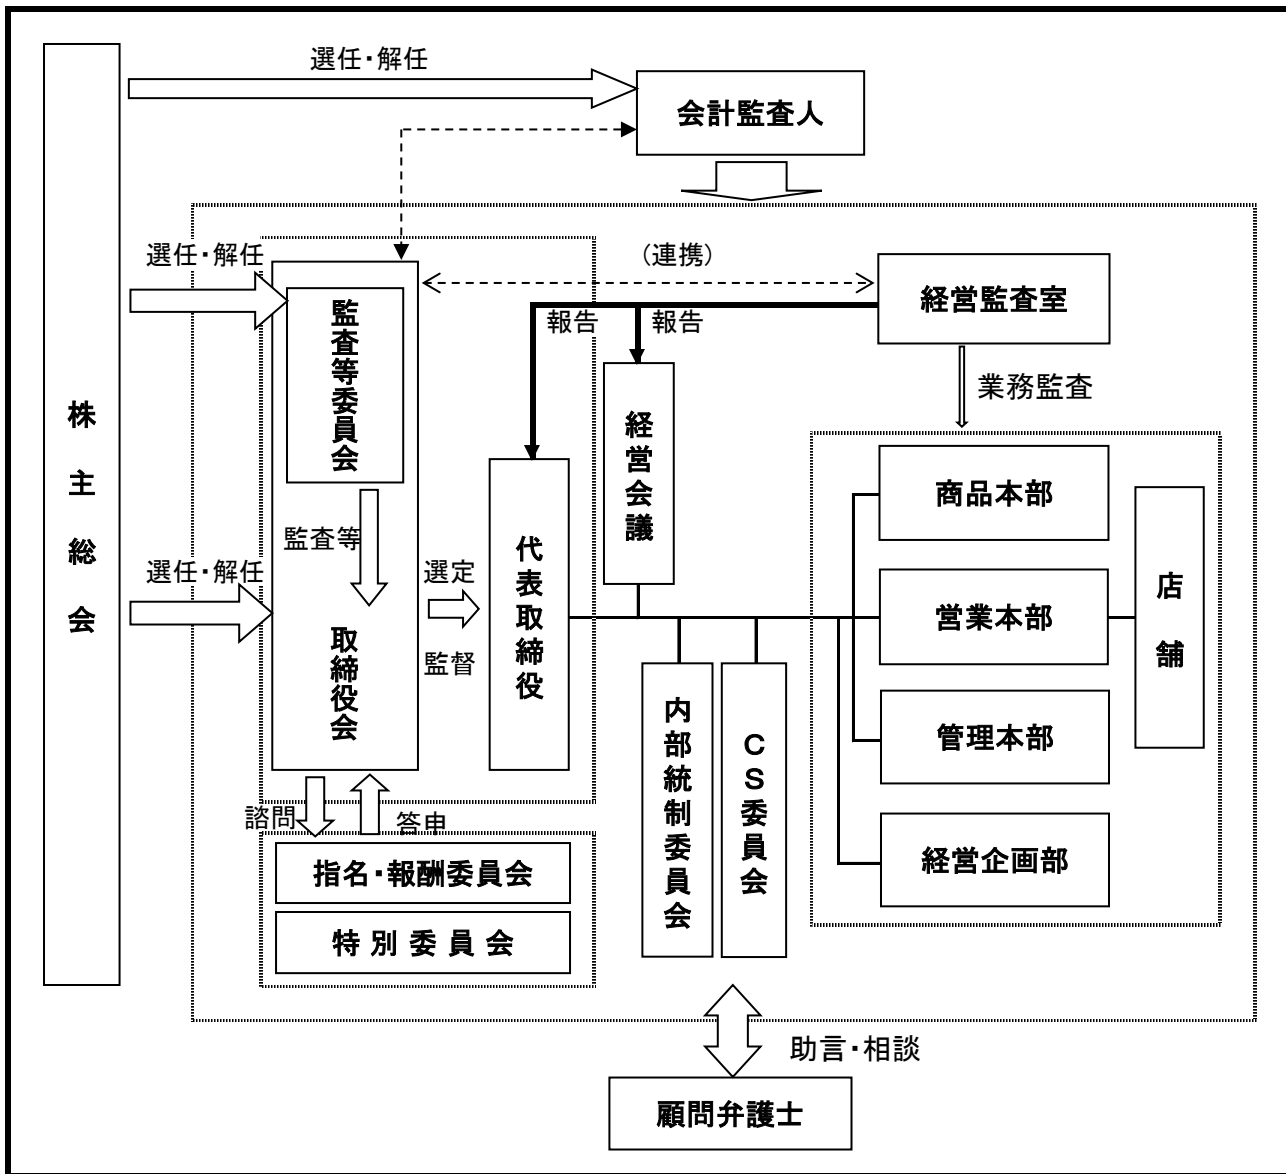 選任・解任
会計監査人
選任・解任
(連携)
経営監査室
報告
報告
業務監査
監査等委員会
経営会議
株主総会
商品本部
監査等
選定
代表取締役
選任・解任
営業本部
店舗
取締役会
監督
内部統制委員会
CS委員会
管理本部
諮問
答申
指名・報酬委員会
経営企画部
特別委員会
助言・相談
顧問弁護士